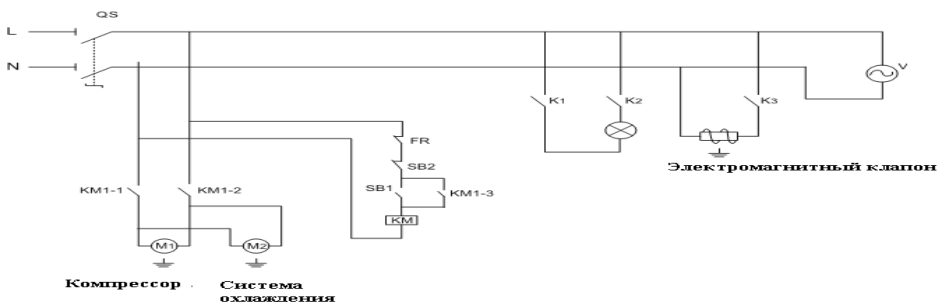 QS
L
N
V
K1
K2
K3
FR
Электромагнитный клапон
SB2
KM1-1
KM1-2
SB1
KM1-3
KM
M1
M2
Компрессор .
Система
охлаждения